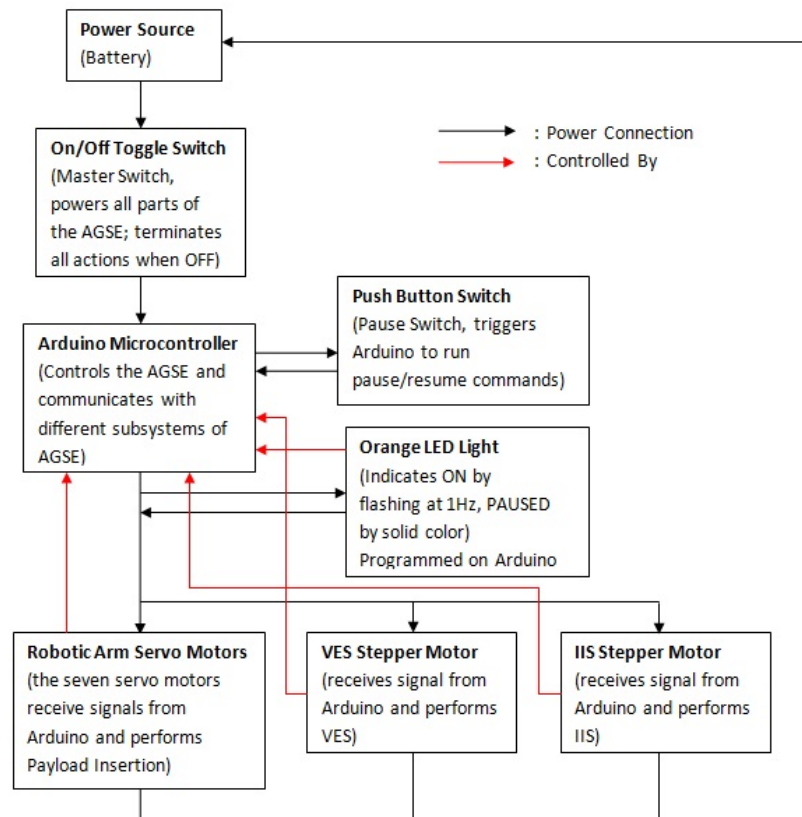 Power Source
(Battery)
On/Off Toggle Switch
(Master Switch,
powers all parts of
the AGSE; terminates
all actions when OFF)
: Power Connection
: Controlled By
Push Button Switch
(Pause Switch, triggers
Arduino to run
pause/resume commands)
Arduino Microcontroller
(Controls the AGSE and
communicates with
different subsystems of
AGSE)
Orange LED Light
(Indicates ON by
flashing at 1Hz, PAUSED
by solid color)
Programmed on Arduino
Robotic Arm Servo Motors
(the seven servo motors
receive signals from
Arduino and performs
Payload Insertion)
VES Stepper Motor
(receives signal from
Arduino and performs
VES)
IIS Stepper Motor
(receives signal from
Arduino and performs
IIS)